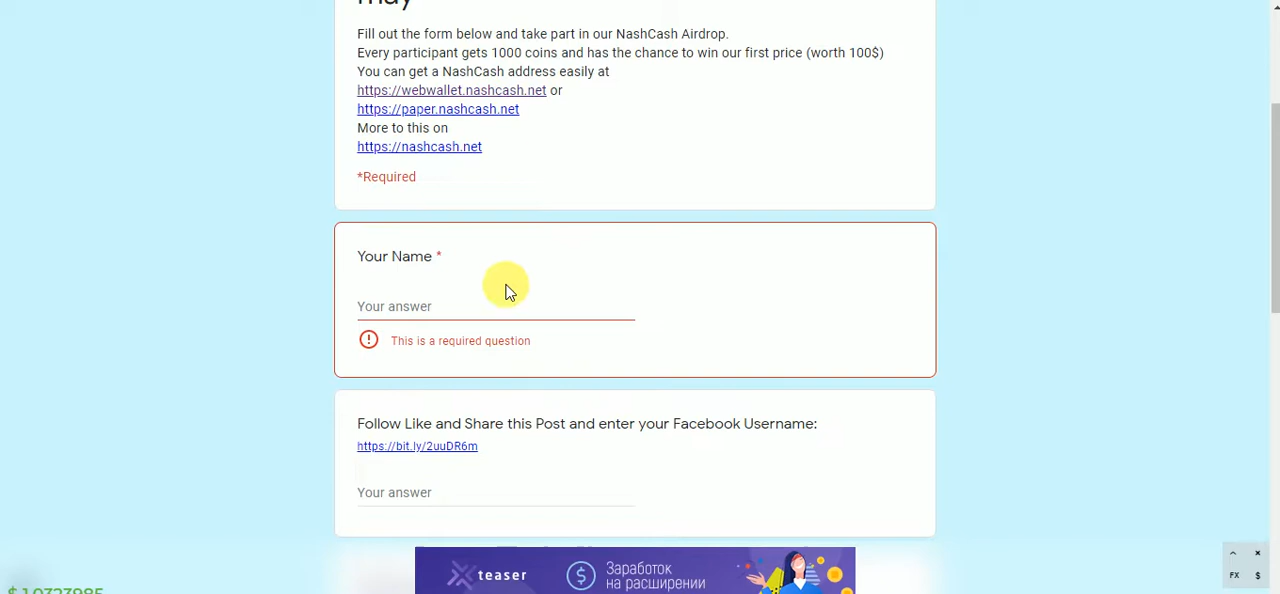 may
Fill out the form below and take part in our NashCash Airdrop.
Every participant gets 1000 coins and has the chance to win our first price (worth 100$)
You can get a NashCash address easily at
https://webwallet.nashcash.net or
https://paper.nashcash.net
More to this on
https://nashcash.net
*Required
Your Name *
Your answer
This is a required question
Follow Like and Share this Post and enter your Facebook Username:
https://bit.ly/2uuDR6m
Your answer
teaser
$
Заработок
на расширении
FX $